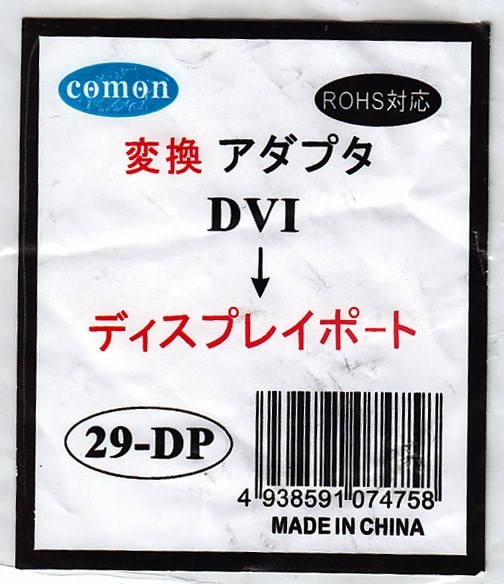 comon
ROHS対応
変換 アダプタ
DVI
↓
ディスプレイポート
29-DP
4 938591 074758
MADE IN CHINA